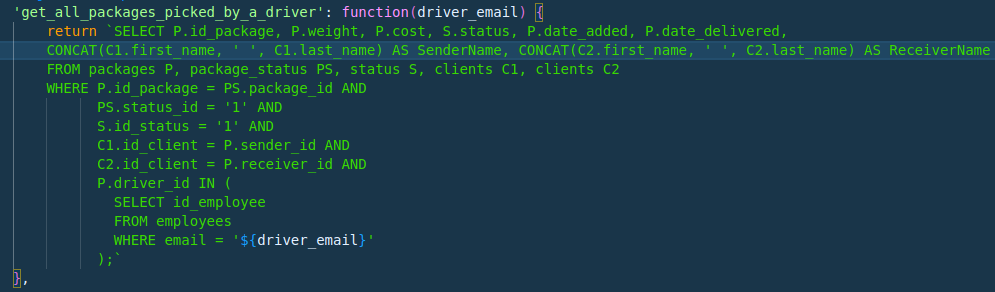 'get_all_packages_picked_by_a_driver': function(driver_email) {
return `SELECT P.id_package, P.weight, P.cost, S.status, P.date_added, P.date_delivered,
CONCAT(C1.first_name, ' ', C1.last_name) AS SenderName, CONCAT(C2.first_name, ' ', C2.last_name) AS ReceiverName
FROM packages P, package_status PS, status S, clients C1, clients C2
WHERE P.id_package = PS.package_id AND
PS.status_id = '1' AND
S.id_status = '1' AND
C1.id_client = P.sender_id AND
C2.id_client = P.receiver_id AND
P.driver_id IN (
SELECT id_employee
FROM employees
WHERE email = '${driver_email}'
);`
},